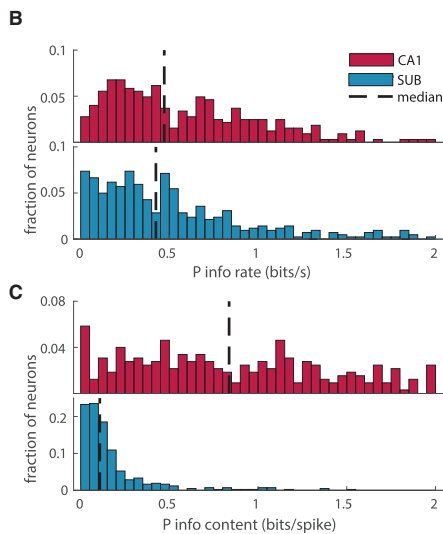 B
0.1
0.05
CA1
SUB
median
0.1
0.05
0
fraction of neurons
0 0.5 1 1.5 2
P info rate (bits/s)
C
0.08
0.04
0.2
0.1
0
fraction of neurons
0 0.5 1 1.5 2
P info content (bits/spike)